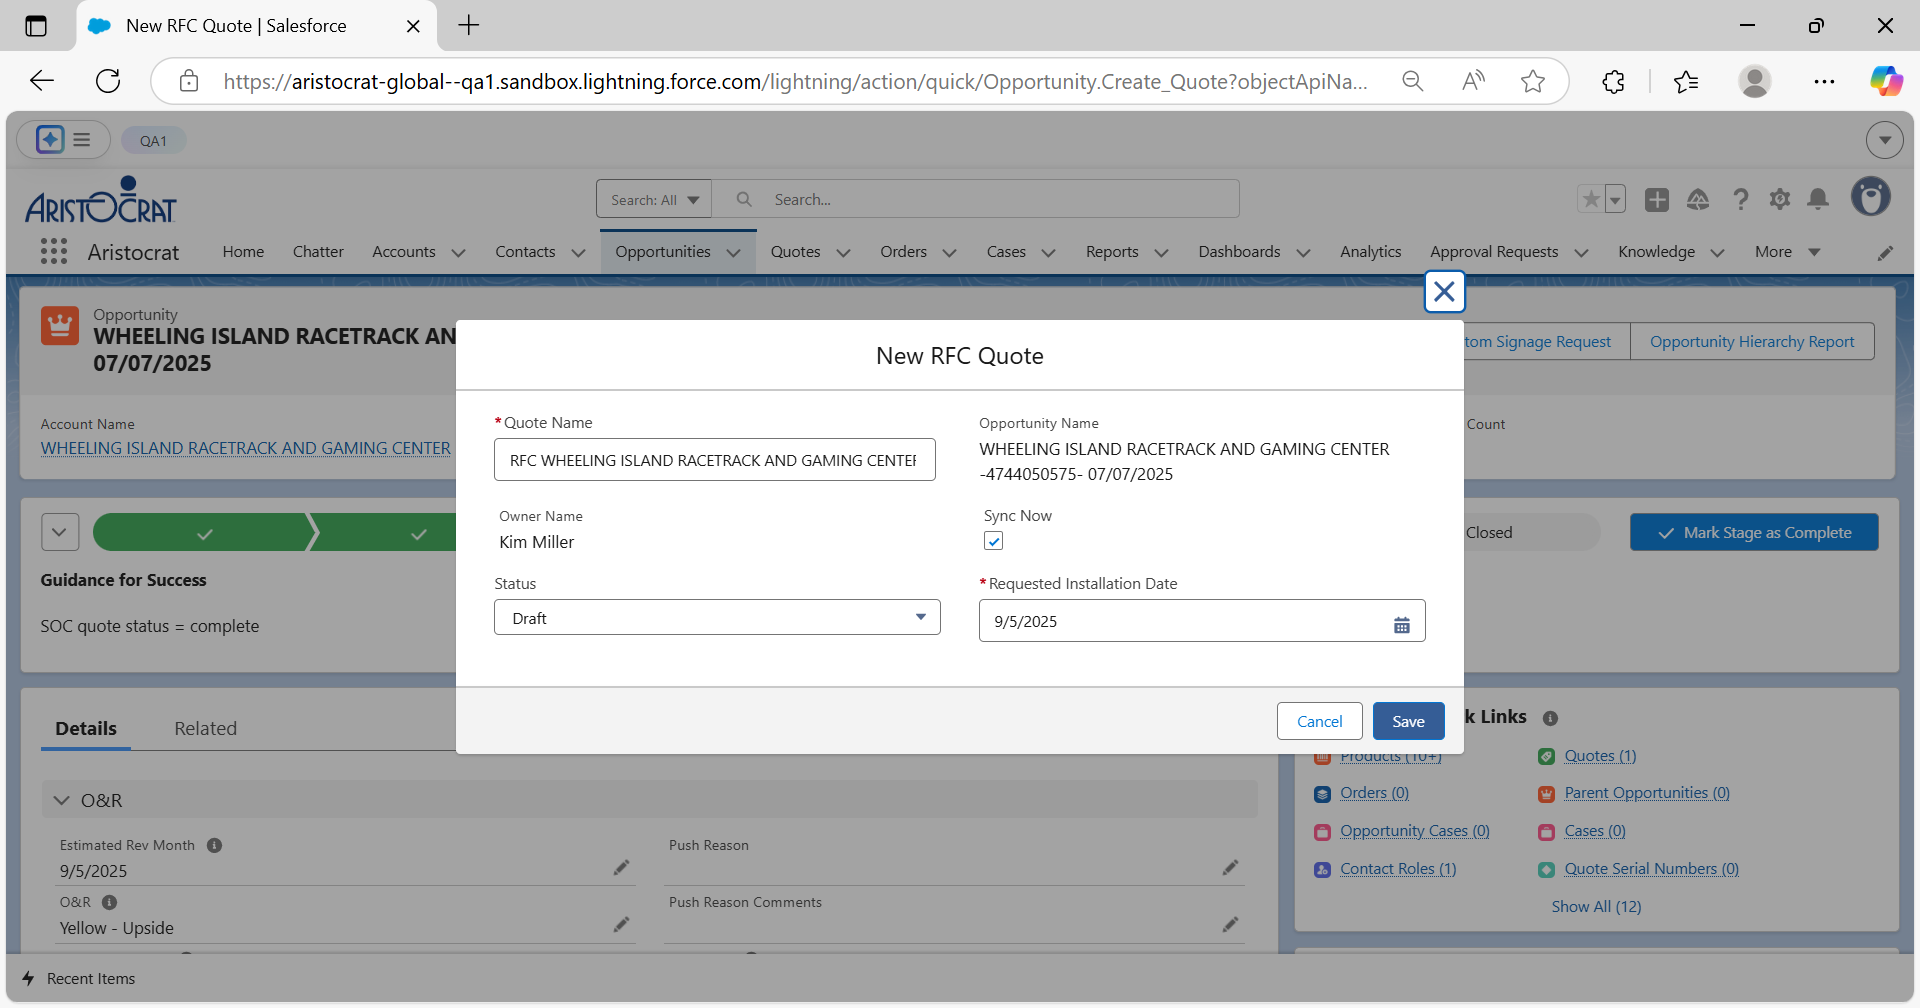 New RFC Quote | Salesforce
https://aristocrat-global--qa1.sandbox.lightning.force.com/lightning/action/quick/Opportunity.Create_Quote?objectApiNa...
QA1
ARISTOCRAT
Search: All
Search...
Aristocrat
Home
Chatter
Accounts
Contacts
Opportunities
Quotes
Orders
Cases
Reports
Dashboards
Analytics
Approval Requests
Knowledge
More
Opportunity
WHEELING ISLAND RACETRACK AN
07/07/2025
tom Signage Request
Opportunity Hierarchy Report
Account Name
WHEELING ISLAND RACETRACK AND GAMING CENTER
Count
New RFC Quote
*Quote Name
RFC WHEELING ISLAND RACETRACK AND GAMING CENTER
Opportunity Name
WHEELING ISLAND RACETRACK AND GAMING CENTER
-4744050575- 07/07/2025
Owner Name
Kim Miller
Sync Now
Status
Draft
*Requested Installation Date
9/5/2025
Cancel
Save
Closed
Mark Stage as Complete
Guidance for Success
SOC quote status = complete
Details
Related
O&R
Estimated Rev Month
9/5/2025
Push Reason
O&R
Yellow - Upside
Push Reason Comments
k Links
Products (10+)
Quotes (1)
Orders (0)
Parent Opportunities (0)
Opportunity Cases (0)
Cases (0)
Contact Roles (1)
Quote Serial Numbers (0)
Show All (12)
Recent Items